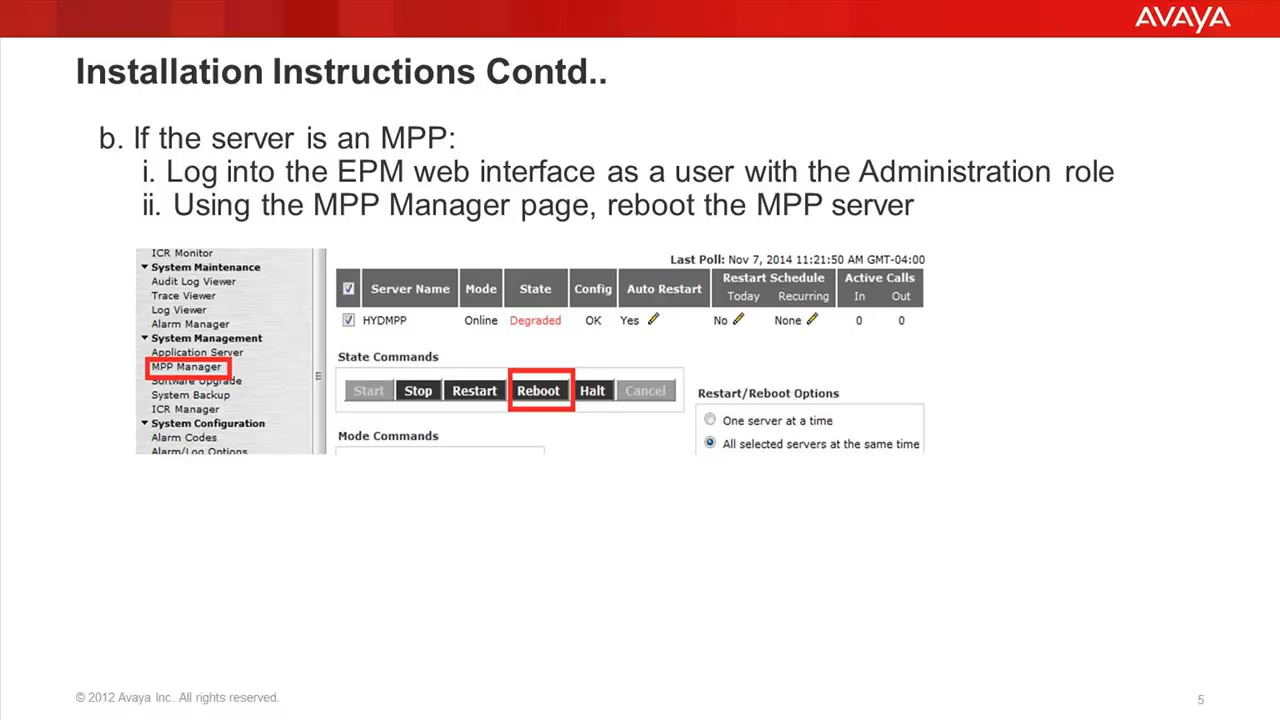 AVAYA
Installation Instructions Contd..
b. If the server is an MPP:
i. Log into the EPM web interface as a user with the Administration role
ii. Using the MPP Manager page, reboot the MPP server
ICR Monitor
System Maintenance
Audit Log Viewer
Trace Viewer
Log Viewer
Alarm Manager
System Management
Application Server
MPP Manager
Software Upgrade
System Backup
ICR Manager
System Configuration
Alarm Codes
Alarm/Log Options
Last Poll: Nov 7, 2014 11:21:50 AM GMT-04:00
Server Name Mode State Config Auto Restart Restart Schedule Active Calls
Today Recurring In Out
HYDMPP Online Degraded OK Yes No None 0 0
State Commands
Start Stop Restart Reboot Halt Cancel
Restart/Reboot Options
One server at a time
All selected servers at the same time
Mode Commands
© 2012 Avaya Inc. All rights reserved.
5